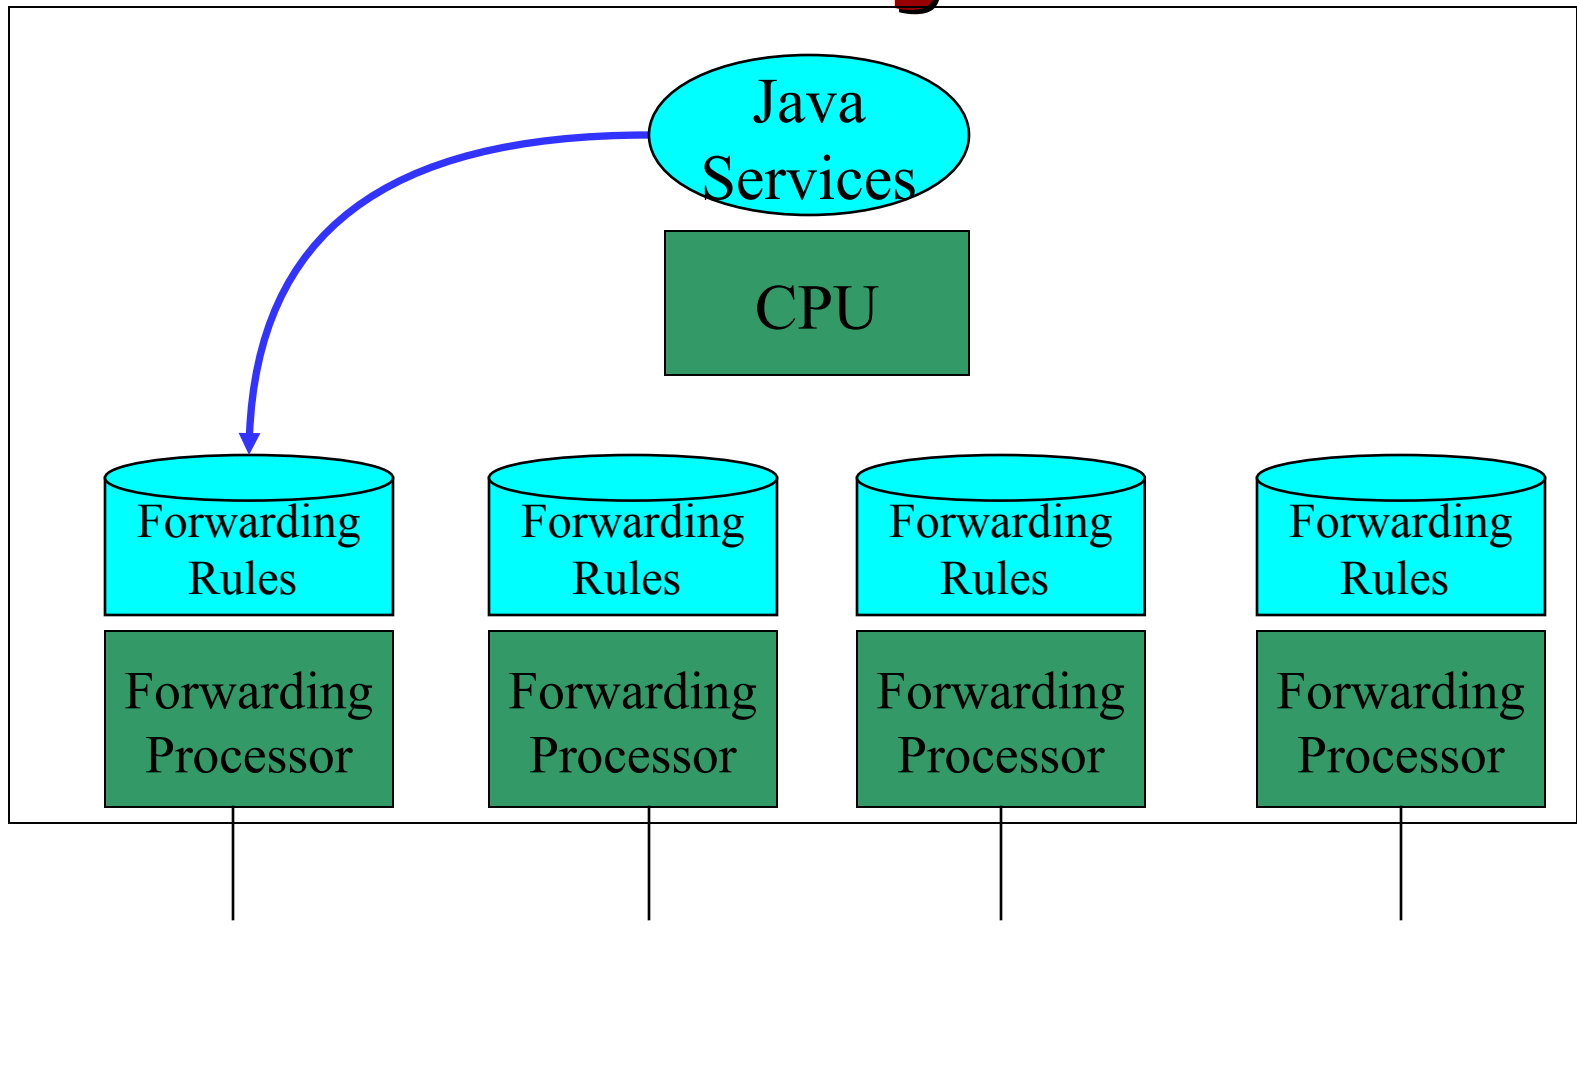 Java
Services
CPU
Forwarding
Rules
Forwarding
Rules
Forwarding
Rules
Forwarding
Rules
Forwarding
Processor
Forwarding
Processor
Forwarding
Processor
Forwarding
Processor